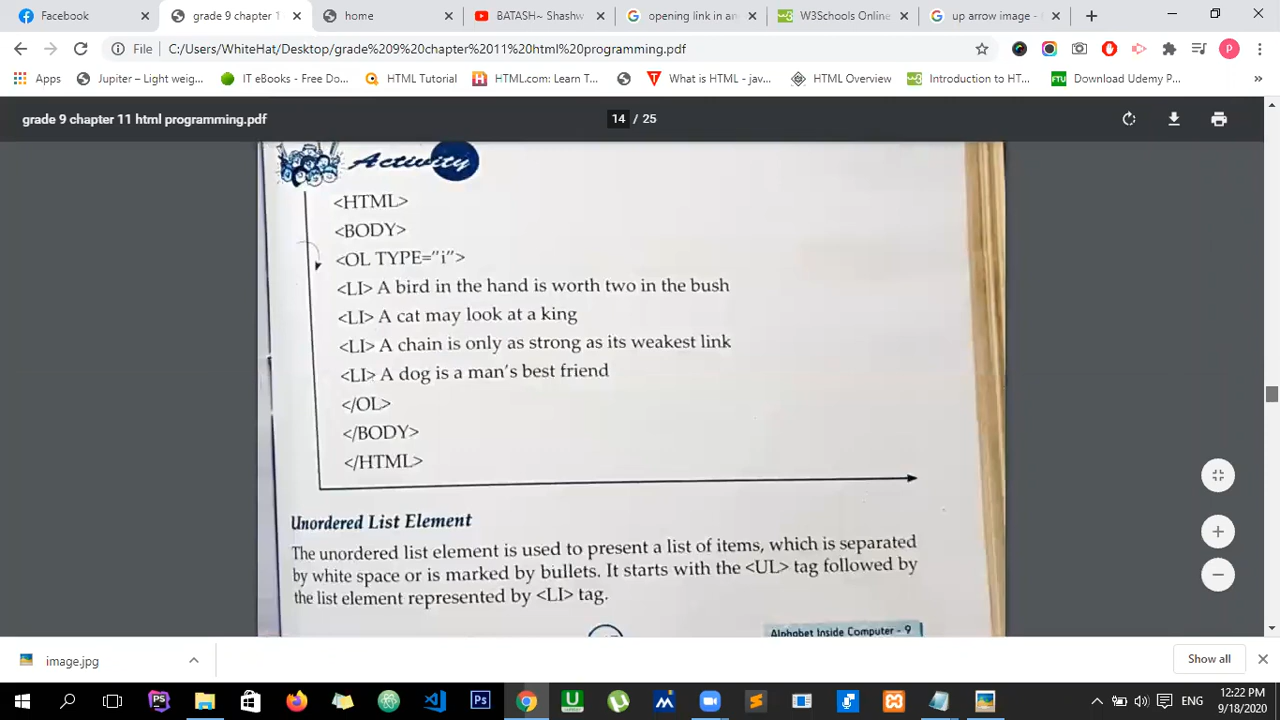 Facebook
grade 9 chapter 1
home
BATASH~ Shashw
opening link in an
W3Schools Online
up arrow image -
File
C:/Users/WhiteHat/Desktop/grade%209%20chapter%2011%20html%20programming.pdf
P
Apps
Jupiter – Light weig...
IT eBooks - Free Do...
HTML Tutorial
HTML.com: Learn T...
What is HTML - jav...
HTML Overview
Introduction to HT...
Download Udemy P...
grade 9 chapter 11 html programming.pdf
14 / 25
Activity
<HTML>
<BODY>
<OL TYPE="i">
<LI> A bird in the hand is worth two in the bush
<LI> A cat may look at a king
<LI> A chain is only as strong as its weakest link
<LI> A dog is a man's best friend
</OL>
</BODY>
</HTML>
Unordered List Element
The unordered list element is used to present a list of items, which is separated
by white space or is marked by bullets. It starts with the <UL> tag followed by
the list element represented by <LI> tag.
Alphabet Inside Computer - 9
image.jpg
Show all
ENG
12:22 PM
9/18/2020